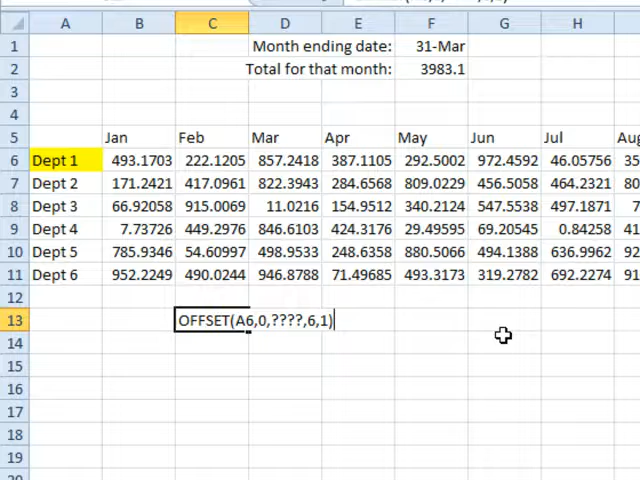 A B C D E F G H
1 Month ending date: 31-Mar
2 Total for that month: 3983.1
3
4
5 Jan Feb Mar Apr May Jun Jul Aug
6 Dept 1 493.1703 222.1205 857.2418 387.1105 292.5002 972.4592 46.05756 35
7 Dept 2 171.2421 417.0961 822.3943 284.6568 809.0229 456.5058 464.2321 80
8 Dept 3 66.92058 915.0069 11.0216 154.9512 340.2124 547.5538 497.1871 7
9 Dept 4 7.73726 449.2976 846.6103 424.3176 29.49595 69.20545 0.84258 41
10 Dept 5 785.9346 54.60997 498.9533 248.6358 880.5066 494.1388 636.9962 92
11 Dept 6 952.2249 490.0244 946.8788 71.49685 493.3173 319.2782 692.2274 91
12
13 OFFSET(A6,0,????,6,1)
14
15
16
17
18
19